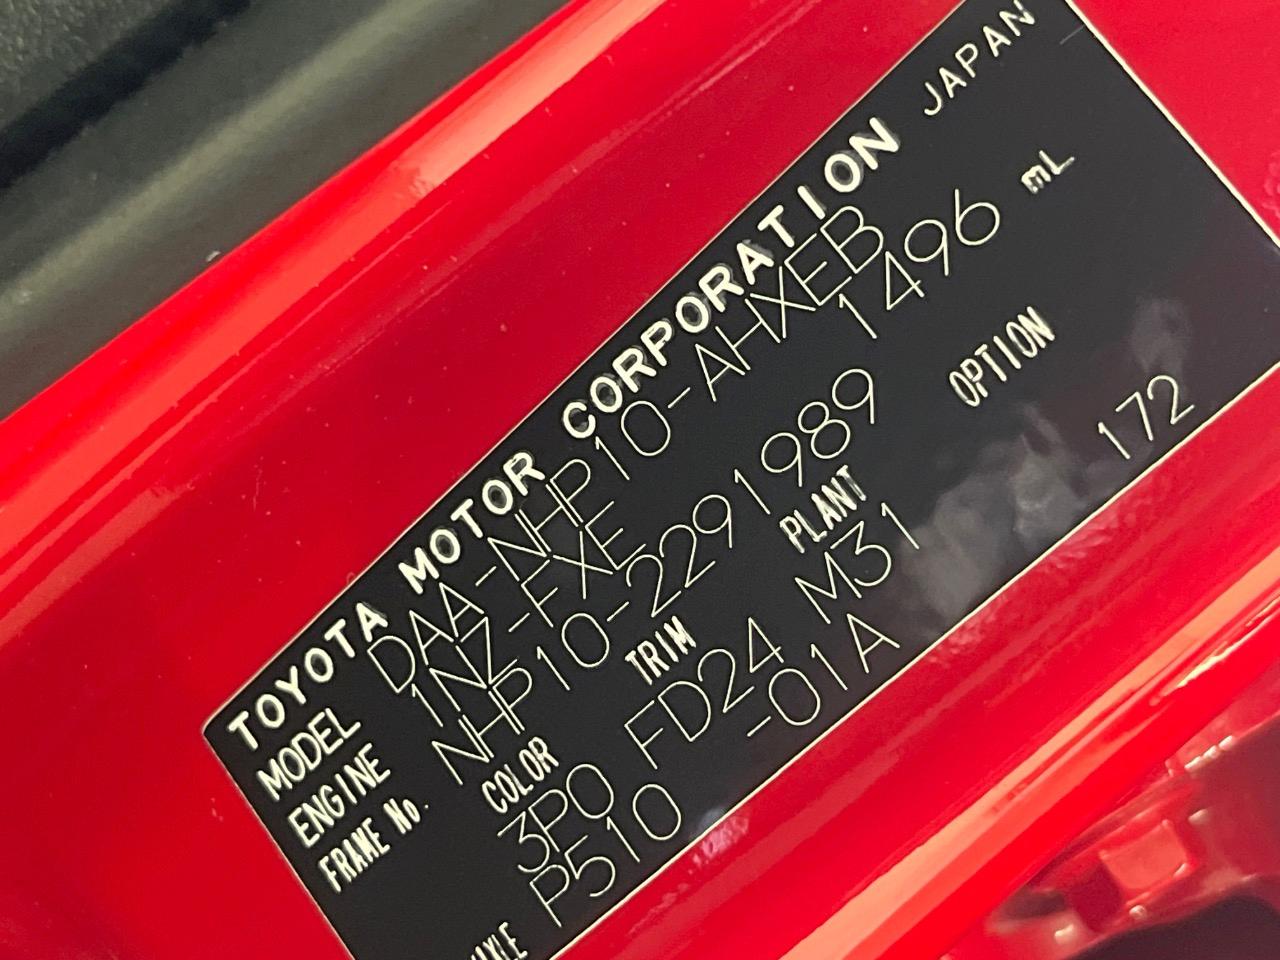 TOYOTA MOTOR CORPORATION JAPAN
MODEL DAA-NHP10-AHXEB
ENGINE 1NZ-FXE 1496 mL
FRAME No. NHP10-2291989
COLOR TRIM PLANT OPTION
3P0 FD24 M31 172
AXLE P510 -01A